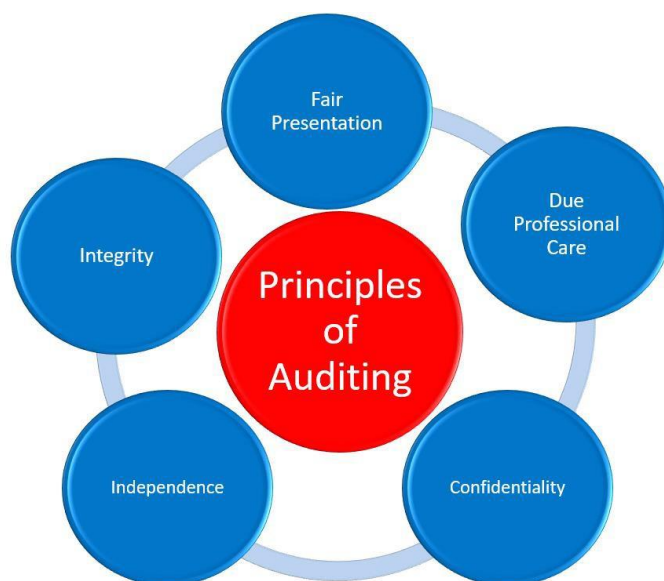 Fair
Presentation
Due
Professional
Care
Integrity
Principles
of
Auditing
Independence
Confidentiality